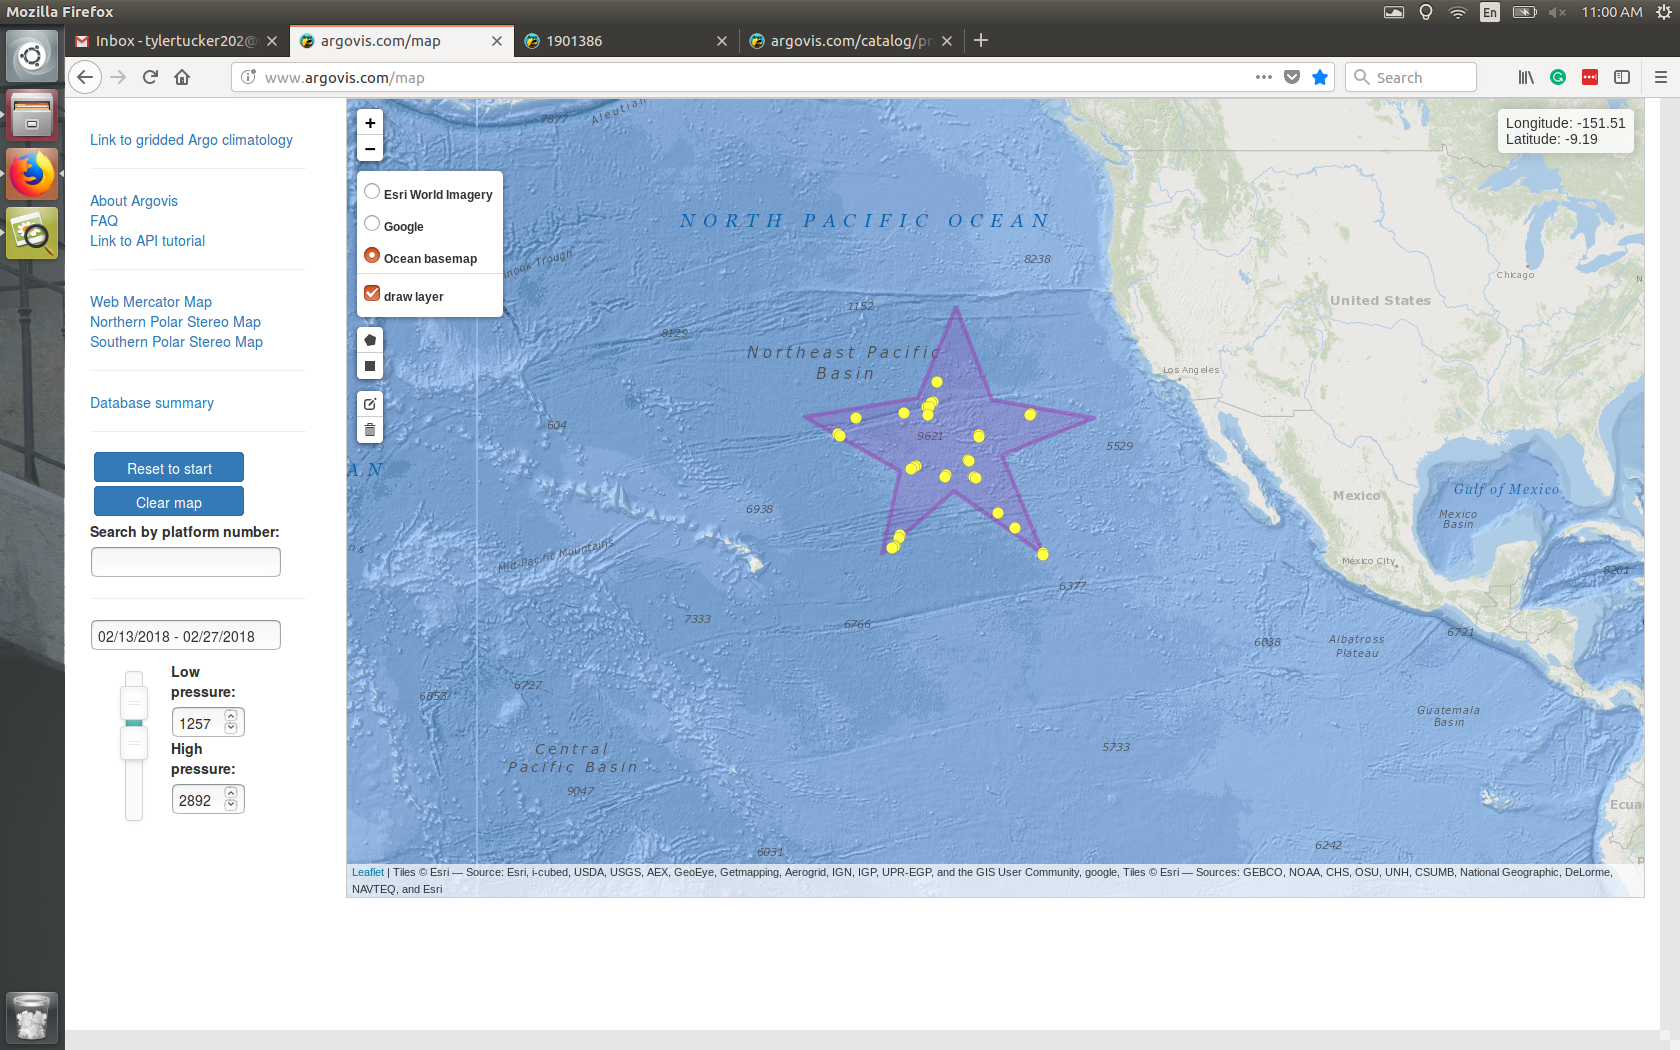 Mozilla Firefox
En
11:00 AM
Inbox - tylertucker202@
argovis.com/map
1901386
argovis.com/catalog/pr
www.argovis.com/map
Search
Link to gridded Argo climatology
About Argovis
FAQ
Link to API tutorial
Web Mercator Map
Northern Polar Stereo Map
Southern Polar Stereo Map
Database summary
Reset to start
Clear map
Search by platform number:
02/13/2018 - 02/27/2018
Low
pressure:
1257
High
pressure:
2892
+
−
Esri World Imagery
Google
Ocean basemap
draw layer
Longitude: -151.51
Latitude: -9.19
7877
Aleutian
NORTH PACIFIC OCEAN
Trough
8238
1152
8129
Northeast Pacific
Basin
604
9621
5529
AN
6938
Mid-Pacific Mountains
6377
7333
6766
6853
6727
Central
Pacific Basin
9047
5733
6031
6242
6038
Albatross
Plateau
6721
Guatemala
Basin
Chicago
United States
Los Angeles
Mexico
Gulf of Mexico
Mexico
Basin
México City
8201
Ecua
Leaflet | Tiles © Esri — Source: Esri, i-cubed, USDA, USGS, AEX, GeoEye, Getmapping, Aerogrid, IGN, IGP, UPR-EGP, and the GIS User Community, google, Tiles © Esri — Sources: GEBCO, NOAA, CHS, OSU, UNH, CSUMB, National Geographic, DeLorme,
NAVTEQ, and Esri